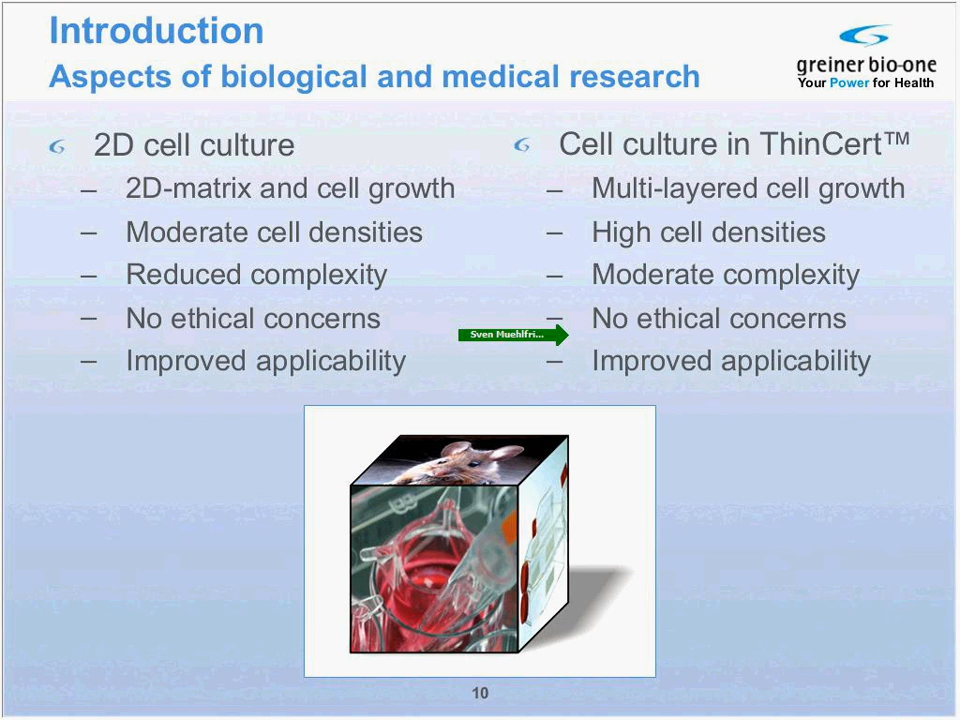 Introduction
Aspects of biological and medical research
greiner bio-one
Your Power for Health
2D cell culture
– 2D-matrix and cell growth
– Moderate cell densities
– Reduced complexity
– No ethical concerns
– Improved applicability
Cell culture in ThinCert™
– Multi-layered cell growth
– High cell densities
– Moderate complexity
– No ethical concerns
– Improved applicability
Sven Muehlfri...
10